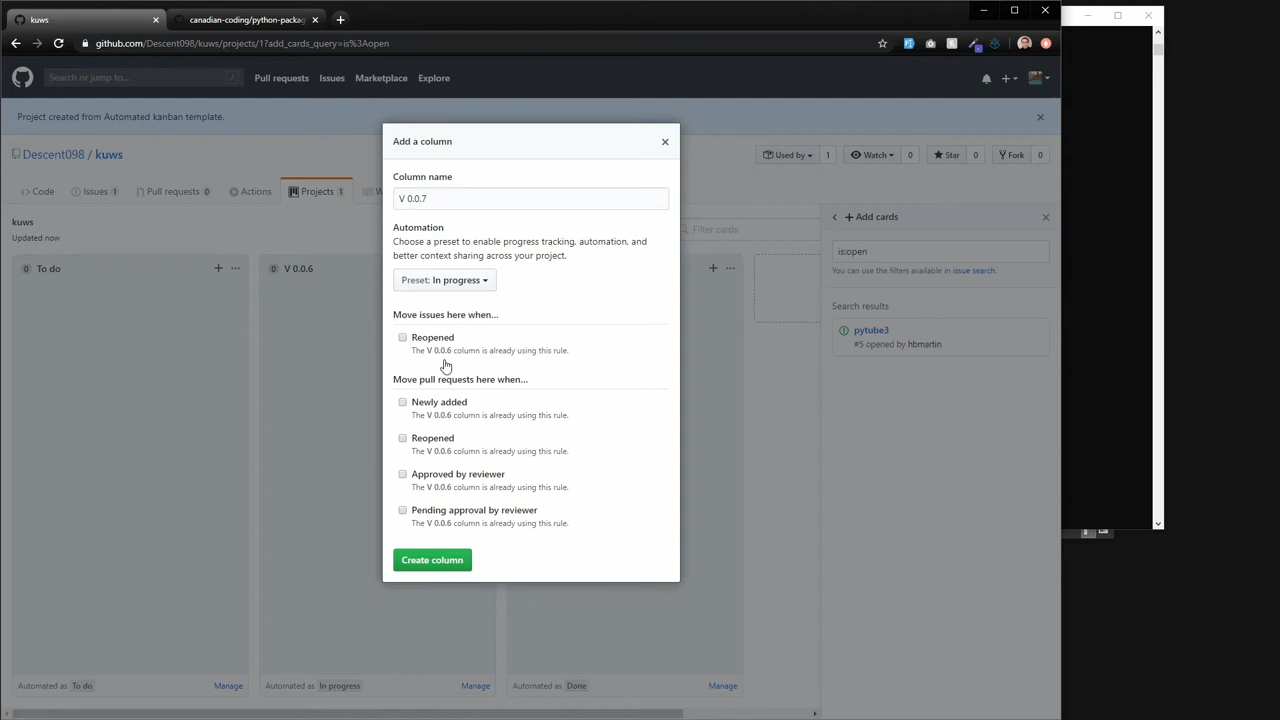 kuws
canadian-coding/python-packag
github.com/Descent098/kuws/projects/1?add_cards_query=is%3Aopen
Search or jump to...
/
Pull requests
Issues
Marketplace
Explore
Project created from Automated kanban template.
Descent098 / kuws
Used by 1
Watch 0
Star 0
Fork 0
Code
Issues 1
Pull requests 0
Actions
Projects 1
W
kuws
Updated now
Filter cards
0 To do
0 V 0.0.6
Automated as To do
Manage
Automated as In progress
Manage
Automated as Done
Manage
Add a column
Column name
V 0.0.7
Automation
Choose a preset to enable progress tracking, automation, and
better context sharing across your project.
Preset: In progress
Move issues here when...
Reopened
The V 0.0.6 column is already using this rule.
Move pull requests here when...
Newly added
The V 0.0.6 column is already using this rule.
Reopened
The V 0.0.6 column is already using this rule.
Approved by reviewer
The V 0.0.6 column is already using this rule.
Pending approval by reviewer
The V 0.0.6 column is already using this rule.
Create column
Add cards
is:open
You can use the filters available in issue search.
Search results
pytube3
#5 opened by hbmartin